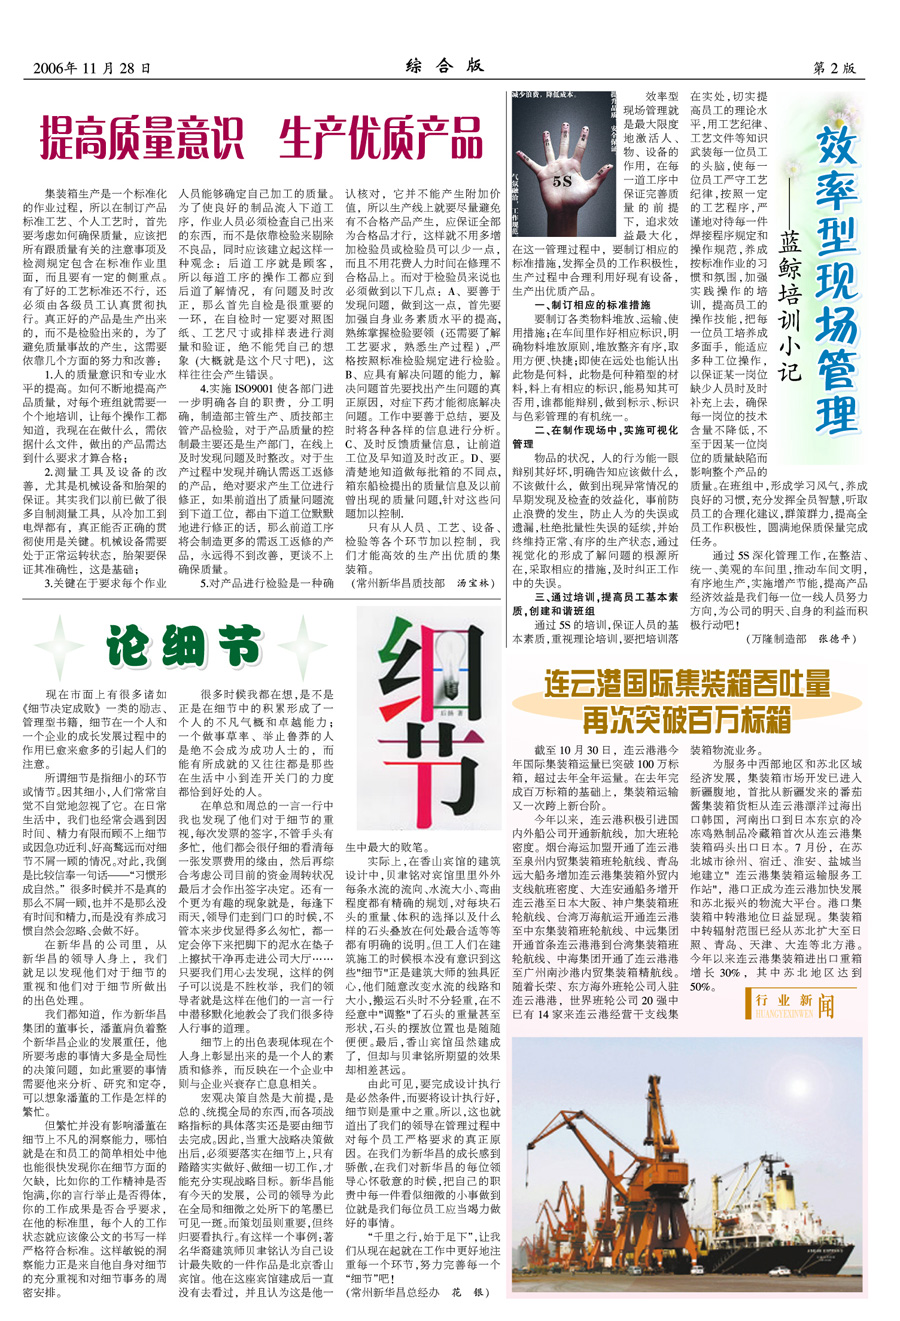 2006年 11 月 28 日
综 合 版
第 2 版
提高质量意识 生产优质产品
集装箱生产是一个标准化
的作业过程，所以在制订产品
标准工艺、个人工艺时，首先
要考虑如何确保质量，应该把
所有跟质量有关的注意事项及
检测规定包含在标准作业里
面，而且要有一定的侧重点。
有了好的工艺标准还不行，还
必须由各级员工认真贯彻执
行。真正好的产品是生产出来
的，而不是检验出来的，为了
避免质量事故的产生，这需要
依靠几个方面的努力和改善：
1.人的质量意识和专业水
平的提高。如何不断地提高产
品质量，对每个班组就需要一
个个地培训，让每个操作工都
知道，我现在在做什么，需依
据什么文件，做出的产品需达
到什么要求才算合格；
2.测量工具及设备的改
善，尤其是机械设备和胎架的
保证。其实我们以前已做了很
多自制测量工具，从冷加工到
电焊都有，真正能否正确的贯
彻使用是关键。机械设备需要
处于正常运转状态，胎架要保
证其准确性，这是基础；
3.关键在于要求每个作业
人员能够确定自己加工的质量。
为了使良好的制品流入下道工
序，作业人员必须检查自己出来
的东西，而不是依靠检验来剔除
不良品，同时应该建立起这样一
种观念：后道工序就是顾客，
所以每道工序的操作工都应到
后道了解情况，有问题及时改
正，那么首先自检是很重要的
一环，在自检时一定要对照图
纸、工艺尺寸或排样表进行测
量和验证，绝不能凭自己的想
象 (大概就是这个尺寸吧)，这
样往往会产生错误。
4.实施 ISO9001 使各部门进
一步明确各自的职责，分工明
确，制造部主管生产、质技部主
管产品检验，对于产品质量的控
制最主要还是生产部门，在线上
及时发现问题及时整改。对于生
产过程中发现并确认需返工返修
的产品，绝对要求产生工位进行
修正，如果前道出了质量问题流
到下道工位，都由下道工位默默
地进行修正的话，那么前道工序
将会制造更多的需返工返修的产
品，永远得不到改善，更谈不上
确保质量。
5.对产品进行检验是一种确
认核对，它并不能产生附加价
值，所以生产线上就要尽量避免
有不合格产品产生，应保证全部
为合格品才行，这样就不用多增
加检验员或检验员可以少一点，
而且不用花费人力时间在修理不
合格品上。而对于检验员来说也
必须做到以下几点：A、要善于
发现问题，做到这一点，首先要
加强自身业务素质水平的提高，
熟练掌握检验要领 (还需要了解
工艺要求，熟悉生产过程) ,严
格按照标准检验规定进行检验。
B、应具有解决问题的能力，解
决问题首先要找出产生问题的真
正原因，对应下药才能彻底解决
问题。工作中要善于总结，要及
时将各种各样的信息进行分析。
C、及时反馈质量信息，让前道
工位及早知道及时改正。D、要
清楚地知道做每批箱的不同点，
箱东船检提出的质量信息及以前
曾出现的质量问题,针对这些问
题加以控制.
只有从人员、工艺、设备、
检验等各个环节加以控制，我
们才能高效的生产出优质的集
装箱。
(常州新华昌质技部 汤宝林)
减少浪费，降低成本。
5S
效率型
现场管理就
是最大限度
地激活人、
物、设备的
作用，在每
一道工序中
保证完善质
量的前提
下，追求效
益最大化，
在这一管理过程中，要制订相应的
标准措施,发挥全员的工作积极性，
生产过程中合理利用好现有设备，
生产出优质产品。
一、制订相应的标准措施
要制订各类物料堆放、运输、使
用措施;在车间里作好相应标识,明
确物料堆放原则,堆放整齐有序,取
用方便、快捷;即使在远处也能认出
此物是何料，此物是何种箱型的材
料,料上有相应的标识,能易知其可
否用,谁都能辩别,做到标示、标识
与色彩管理的有机统一。
二、在制作现场中,实施可视化
管理
物品的状况，人的行为能一眼
辩别其好坏,明确告知应该做什么，
不该做什么，做到出现异常情况的
早期发现及检查的效益化，事前防
止浪费的发生，防止人为的失误或
遗漏,杜绝批量性失误的延续,并始
终维持正常、有序的生产状态,通过
视觉化的形成了解问题的根源所
在,采取相应的措施,及时纠正工作
中的失误。
三、通过培训,提高员工基本素
质,创建和谐班组
通过 5S 的培训,保证人员的基
本素质,重视理论培训,要把培训落
在实处,切实提
高员工的理论水
平,用工艺纪律、
工艺文件等知识
武装每一位员工
的头脑,使每一
位员工严守工艺
纪律,按照一定
的工艺程序,严
谨地对待每一件
焊接程序规定和
操作规范,养成
按标准作业的习
惯和氛围,加强
实践操作的培
训，提高员工的
操作技能,把每
一位员工培养成
多面手，能适应
多种工位操作，
以保证某一岗位
缺少人员时及时
补充上去，确保
每一岗位的技术
含量不降低,不
至于因某一位岗
位的质量缺陷而
影响整个产品的
质量。在班组中,形成学习风气,养成
良好的习惯,充分发挥全员智慧,听取
工人的合理化建议,群策群力,提高全
员工作积极性，圆满地保质保量完成
任务。
通过 5S 深化管理工作,在整洁、
统一、美观的车间里,推动车间文明，
有序地生产,实施增产节能,提高产品
经济效益是我们每一位一线人员努力
方向,为公司的明天、自身的利益而积
极行动吧！
(万隆制造部 张德平)
效率型现场管理
——蓝鲸培训小记
论细节
现在市面上有很多诸如
《细节决定成败》一类的励志、
管理型书籍，细节在一个人和
一个企业的成长发展过程中的
作用已愈来愈多的引起人们的
注意。
所谓细节是指细小的环节
或情节。因其细小,人们常常自
觉不自觉地忽视了它。在日常
生活中，我们也经常会遇到因
时间、精力有限而顾不上细节
或因急功近利、好高骛远而对细
节不屑一顾的情况。对此,我倒
是比较信奉一句话——“习惯形
成自然。” 很多时候并不是真的
那么不屑一顾,也并不是那么没
有时间和精力,而是没有养成习
惯自然会忽略、会做不好。
在新华昌的公司里，从
新华昌的领导人身上，我们
就足以发现他们对于细节的
重视和他们对于细节所做出
的出色处理。
我们都知道，作为新华昌
集团的董事长，潘董肩负着整
个新华昌企业的发展重任，他
所要考虑的事情大多是全局性
的决策问题，如此重要的事情
需要他来分析、研究和定夺，
可以想象潘董的工作是怎样的
繁忙。
但繁忙并没有影响潘董在
细节上不凡的洞察能力，哪怕
就是在和员工的简单相处中他
也能很快发现你在细节方面的
欠缺，比如你的工作精神是否
饱满,你的言行举止是否得体，
你的工作成果是否合乎要求，
在他的标准里，每个人的工作
状态就应该像公文的书写一样
严格符合标准。这样敏锐的洞
察能力正是来自他自身对细节
的充分重视和对细节事务的周
密安排。
很多时候我都在想,是不是
正是在细节中的积累形成了一
个人的不凡气概和卓越能力；
一个做事草率、举止鲁莽的人
是绝不会成为成功人士的，而
能有所成就的又往往都是那些
在生活中小到连开关门的力度
都恰到好处的人。
在单总和周总的一言一行中
我也发现了他们对于细节的重
视,每次发票的签字,不管手头有
多忙，他们都会很仔细的看清每
一张发票费用的缘由，然后再综
合考虑公司目前的资金周转状况
最后才会作出签字决定。还有一
个更为有趣的现象就是，每逢下
雨天,领导们走到门口的时候,不
管本来步伐显得多么匆忙，都一
定会停下来把脚下的泥水在垫子
上擦拭干净再走进公司大厅……
只要我们用心去发现，这样的例
子可以说是不胜枚举，我们的领
导者就是这样在他们的一言一行
中潜移默化地教会了我们很多待
人行事的道理。
细节上的出色表现体现在个
人身上彰显出来的是一个人的素
质和修养，而反映在一个企业中
则与企业兴衰存亡息息相关。
宏观决策自然是大前提,是
总的、统揽全局的东西,而各项战
略指标的具体落实还是要由细节
去完成。因此,当重大战略决策做
出后,必须要落实在细节上,只有
踏踏实实做好、做细一切工作,才
能充分实现战略目标。新华昌能
有今天的发展，公司的领导为此
在全局和细微之处所下的笔墨已
可见一斑。而策划虽则重要,但终
归要看执行。有这样一个事例:著
名华裔建筑师贝聿铭认为自己设
计最失败的一件作品是北京香山
宾馆。他在这座宾馆建成后一直
没有去看过，并且认为这是他一
细节
生中最大的败笔。
实际上,在香山宾馆的建筑
设计中,贝聿铭对宾馆里里外外
每条水流的流向、水流大小、弯曲
程度都有精确的规划,对每块石
头的重量、体积的选择以及什么
样的石头叠放在何处最合适等等
都有明确的说明。但工人们在建
筑施工的时候根本没有意识到这
些"细节"正是建筑大师的独具匠
心,他们随意改变水流的线路和
大小,搬运石头时不分轻重,在不
经意中"调整"了石头的重量甚至
形状,石头的摆放位置也是随随
便便。最后,香山宾馆虽然建成
了，但却与贝聿铭所期望的效果
却相差甚远。
由此可见,要完成设计执行
是必然条件,而要将设计执行好,
细节则是重中之重。所以,这也就
道出了我们的领导在管理过程中
对每个员工严格要求的真正原
因。在我们为新华昌的成长感到
骄傲,在我们对新华昌的每位领
导心怀敬意的时候,把自己的职
责中每一件看似细微的小事做到
位就是我们每位员工应当竭力做
好的事情。
“千里之行,始于足下”,让我
们从现在起就在工作中更好地注
重每一个环节,努力完善每一个
“细节”吧！
(常州新华昌总经办 花 银)
连云港国际集装箱吞吐量
再次突破百万标箱
截至 10 月 30 日，连云港港今
年国际集装箱运量已突破 100 万标
箱，超过去年全年运量。在去年完
成百万标箱的基础上，集装箱运输
又一次跨上新台阶。
今年以来，连云港积极引进国
内外船公司开通新航线，加大班轮
密度。烟台海运加盟开通了连云港
至泉州内贸集装箱班轮航线、青岛
远大船务增加连云港集装箱外贸内
支线航班密度、大连安通船务增开
连云港至日本大阪、神户集装箱班
轮航线、台湾万海航运开通连云港
至中东集装箱班轮航线、中远集团
开通首条连云港港到台湾集装箱班
轮航线、中海集团开通了连云港港
至广州南沙港内贸集装箱精航线。
随着长荣、东方海外班轮公司入驻
连云港港，世界班轮公司 20 强中
已有 14 家来连云港经营干支线集
装箱物流业务。
为服务中西部地区和苏北区域
经济发展，集装箱市场开发已进入
新疆腹地，首批从新疆发来的番茄
酱集装箱货柜从连云港漂洋过海出
口韩国，河南出口到日本东京的冷
冻鸡熟制品冷藏箱首次从连云港集
装箱码头出口日本。7 月份，在苏
北城市徐州、宿迁、淮安、盐城当
地建立" 连云港集装箱运输服务工
作站"，港口正成为连云港加快发展
和苏北振兴的物流大平台。港口集
装箱中转港地位日益显现。集装箱
中转辐射范围已经从苏北扩大至日
照、青岛、天津、大连等北方港。
今年以来连云港集装箱进出口重箱
增长 30%，其中苏北地区达到
50%。
行业新闻
HUANGYEXINWEN